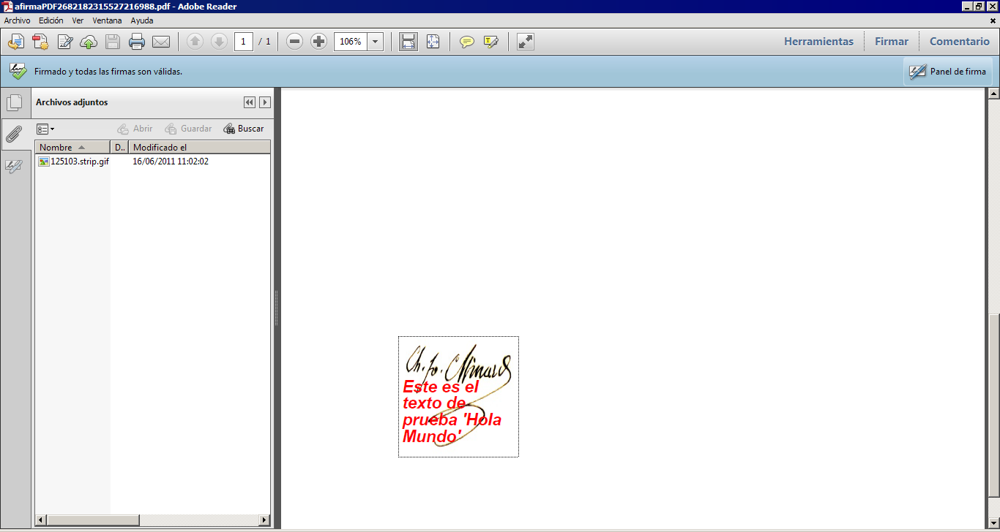 afirmaPDF2682182315527216988.pdf - Adobe Reader
Archivo Edición Ver Ventana Ayuda
1 / 1 106% Herramientas Firmar Comentario
Firmado y todas las firmas son válidas. Panel de firma
Archivos adjuntos
Abrir Guardar Buscar
Nombre D.. Modificado el
125103.strip.gif 16/06/2011 11:02:02
Este es el
texto de
prueba 'Hola
Mundo'